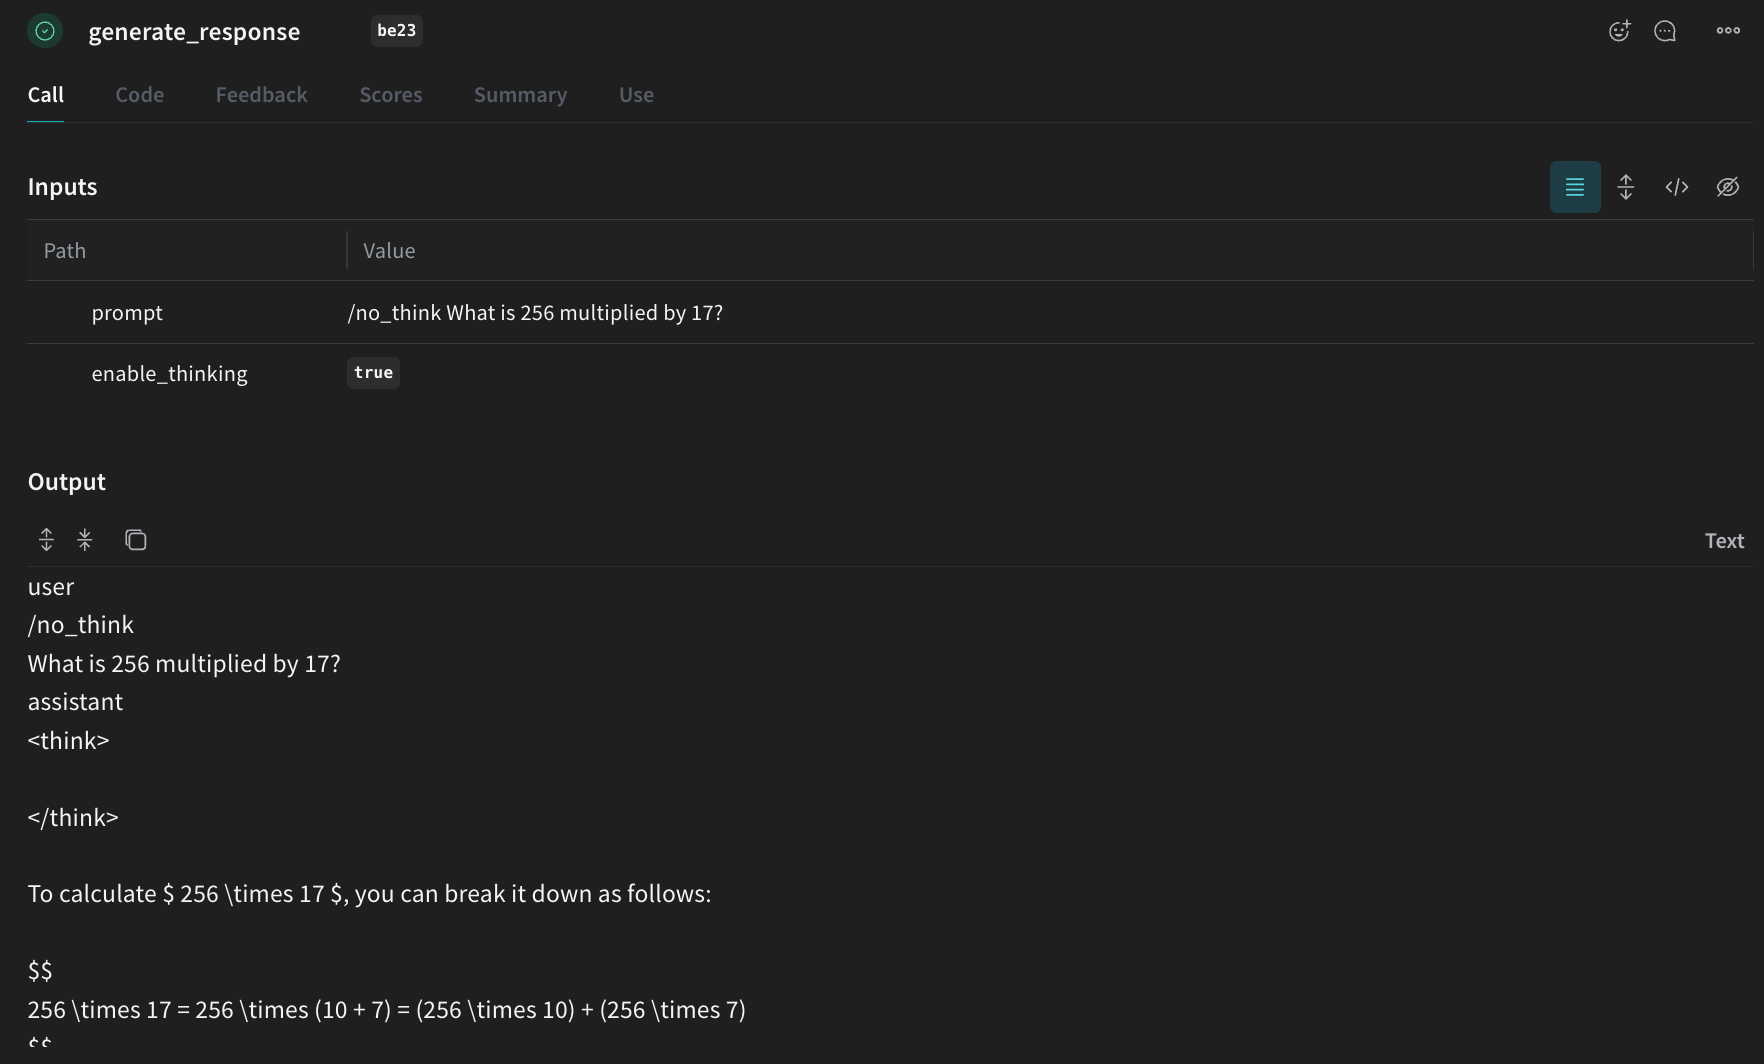 generate_response be23
Call Code Feedback Scores Summary Use
Inputs
Path Value
prompt /no_think What is 256 multiplied by 17?
enable_thinking true
Output
Text
user
/no_think
What is 256 multiplied by 17?
assistant
<think>
</think>
To calculate $ 256 \times 17 $, you can break it down as follows:
$$
256 \times 17 = 256 \times (10 + 7) = (256 \times 10) + (256 \times 7)
$$